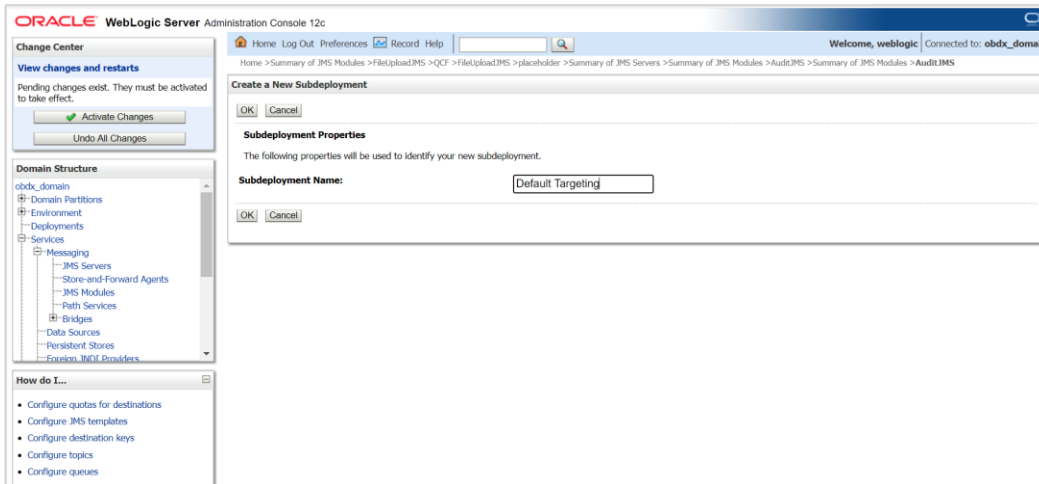 ORACLE WebLogic Server Administration Console 12c
Change Center
View changes and restarts
Pending changes exist. They must be activated
to take effect.
Activate Changes
Undo All Changes
Domain Structure
obdx_domain
Domain Partitions
Environment
Deployments
Services
Messaging
JMS Servers
Store-and-Forward Agents
JMS Modules
Path Services
Bridges
Data Sources
Persistent Stores
Foreign JNDI Providers
How do I...
Configure quotas for destinations
Configure JMS templates
Configure destination keys
Configure topics
Configure queues
Home Log Out Preferences Record Help
Welcome, weblogic Connected to: obdx_doma
Home >Summary of JMS Modules >FileUploadJMS >QCF >FileUploadJMS >placeholder >Summary of JMS Servers >Summary of JMS Modules >AuditJMS >Summary of JMS Modules >AuditJMS
Create a New Subdeployment
OK Cancel
Subdeployment Properties
The following properties will be used to identify your new subdeployment.
Subdeployment Name: Default Targeting
OK Cancel